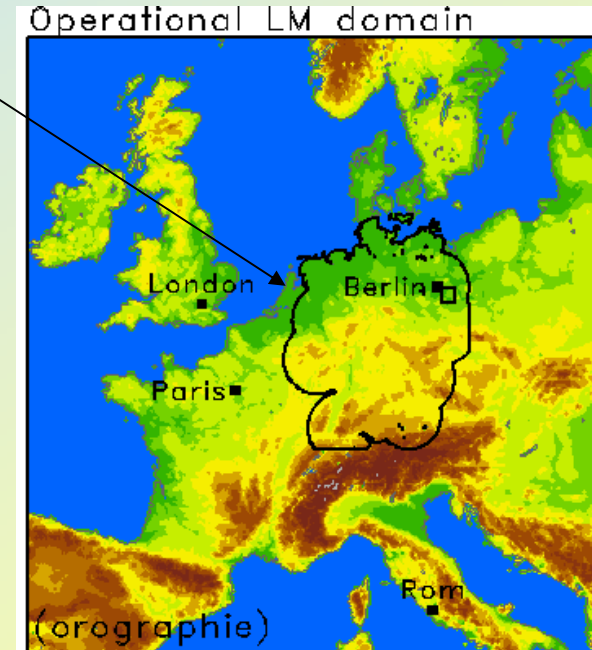 Operational LM domain
London
Berlin
Paris
Rom
(orographie)